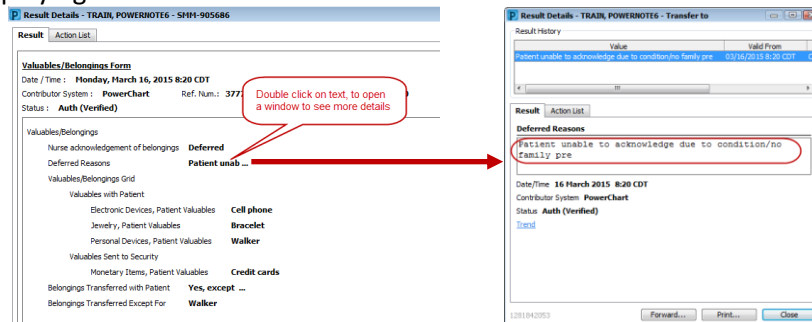 Result Details - TRAIN, POWERNOTE6 - SMM-905686
Result Action List
Valuables/Belongings Form
Date / Time : Monday, March 16, 2015 8:20 CDT
Contributor System : PowerChart Ref. Num.: 3777
Status : Auth (Verified)
Double click on text, to open
a window to see more details
Valuables/Belongings
Nurse acknowledgement of belongings Deferred
Deferred Reasons Patient unab ...
Valuables/Belongings Grid
Valuables with Patient
Electronic Devices, Patient Valuables Cell phone
Jewelry, Patient Valuables Bracelet
Personal Devices, Patient Valuables Walker
Valuables Sent to Security
Monetary Items, Patient Valuables Credit cards
Belongings Transferred with Patient Yes, except ...
Belongings Transferred Except For Walker
Result Details - TRAIN, POWERNOTE6 - Transfer to
Result History
Value Valid From
Patient unable to acknowledge due to condition/no family pre 03/16/2015 8:20 CDT
Result Action List
Deferred Reasons
Patient unable to acknowledge due to condition/no
family pre
Date/Time 16 March 2015 8:20 CDT
Contributor System PowerChart
Status Auth (Verified)
Trend
1281842053 Forward... Print... Close